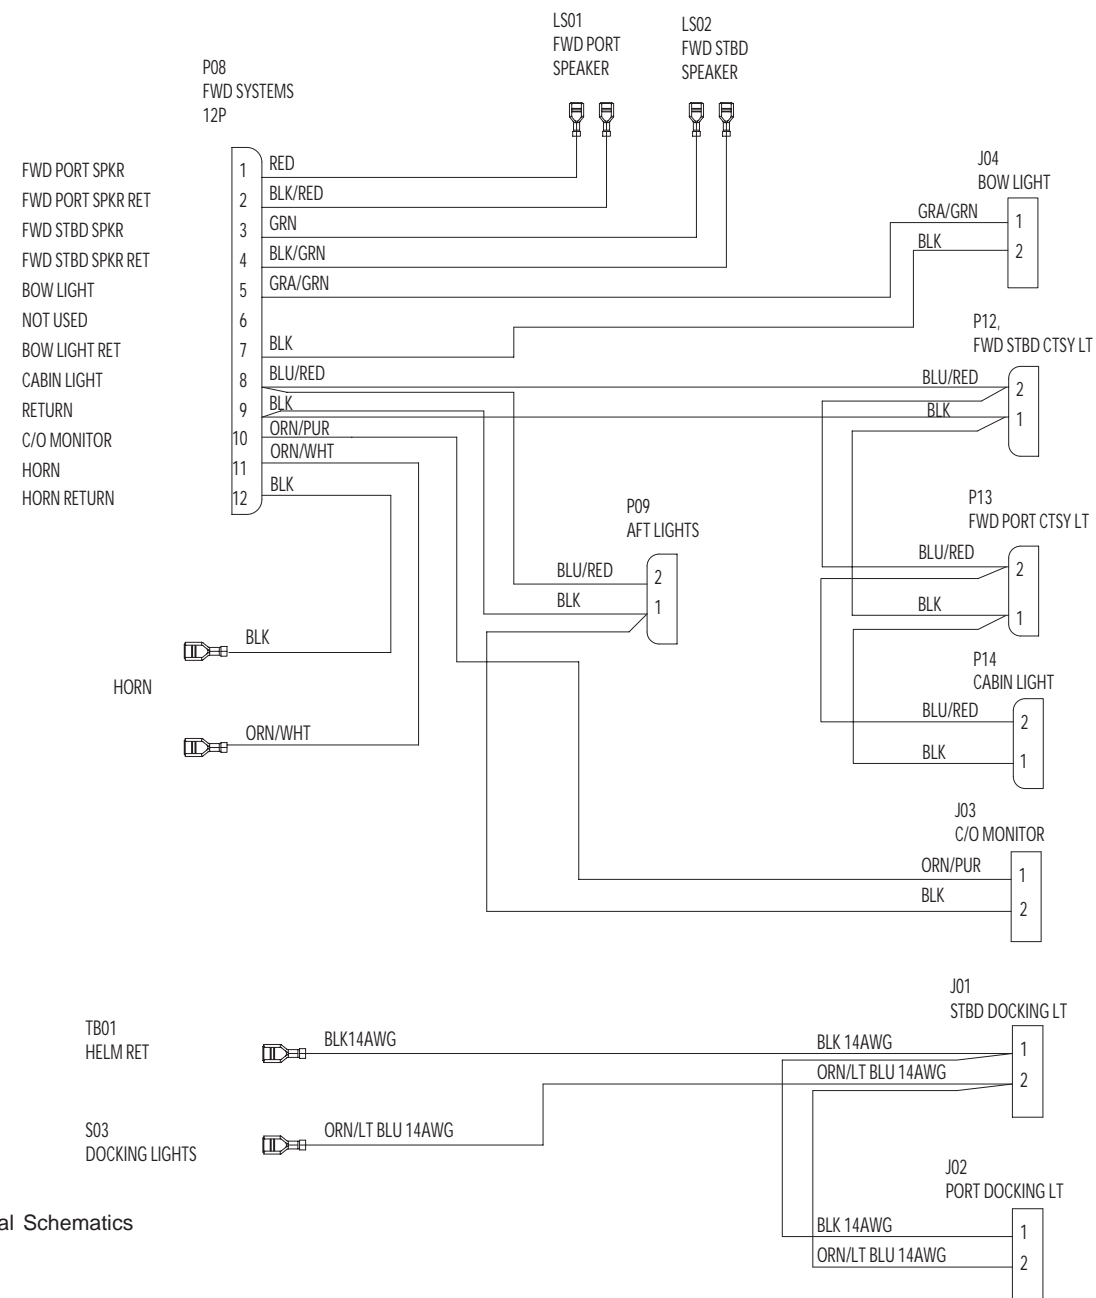 LS01
FWD PORT
SPEAKER
LS02
FWD STBD
SPEAKER
P08
FWD SYSTEMS
12P
FWD PORT SPKR 1 RED
FWD PORT SPKR RET 2 BLK/RED
FWD STBD SPKR 3 GRN
FWD STBD SPKR RET 4 BLK/GRN
BOW LIGHT 5 GRA/GRN
NOT USED 6
BOW LIGHT RET 7 BLK
CABIN LIGHT 8 BLU/RED
RETURN 9 BLK
C/O MONITOR 10 ORN/PUR
HORN 11 ORN/WHT
HORN RETURN 12 BLK
J04
BOW LIGHT
GRA/GRN 1
BLK 2
P12,
FWD STBD CTSY LT
BLU/RED 2
BLK 1
P09
AFT LIGHTS
BLU/RED 2
BLK 1
P13
FWD PORT CTSY LT
BLU/RED 2
BLK 1
BLK
HORN
ORN/WHT
P14
CABIN LIGHT
BLU/RED 2
BLK 1
J03
C/O MONITOR
ORN/PUR 1
BLK 2
TB01
HELM RET
BLK14AWG
J01
STBD DOCKING LT
BLK 14AWG 1
ORN/LT BLU 14AWG 2
S03
DOCKING LIGHTS
ORN/LT BLU 14AWG
J02
PORT DOCKING LT
BLK 14AWG 1
ORN/LT BLU 14AWG 2
al Schematics